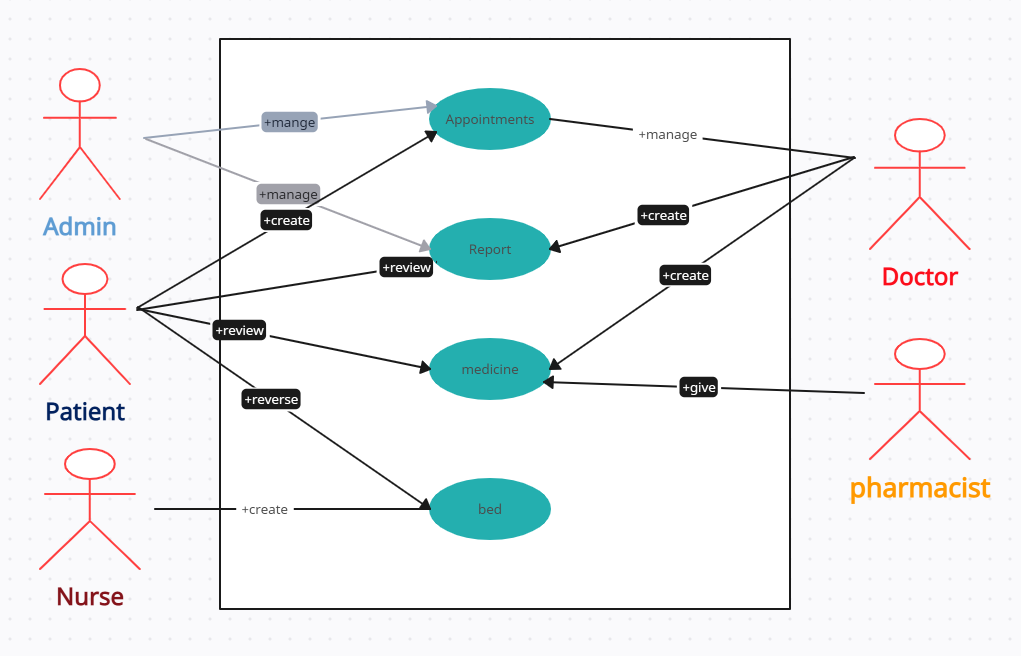 +mange
Appointments
+manage
+manage
+create
Admin
+create
Report
+review
Doctor
+create
+review
medicine
+give
Patient
+reverse
pharmacist
+create
bed
Nurse